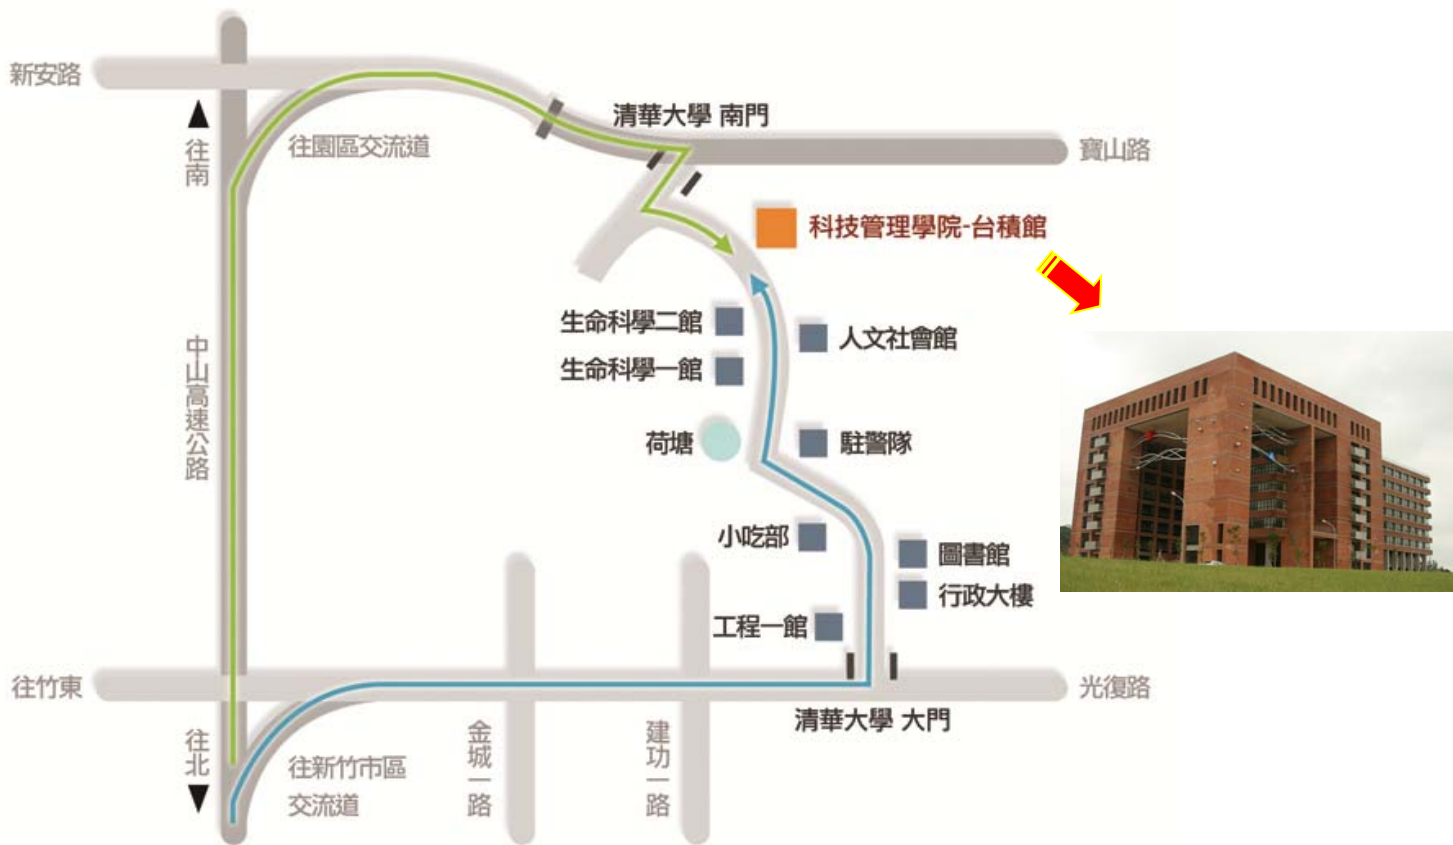 新安路
清華大學 南門
往南
往園區交流道
寶山路
科技管理學院-台積館
生命科學二館
人文社會館
生命科學一館
中山高速公路
荷塘
駐警隊
小吃部
圖書館
行政大樓
工程一館
往竹東
光復路
清華大學 大門
往北
金城一路
建功一路
往新竹市區
交流道